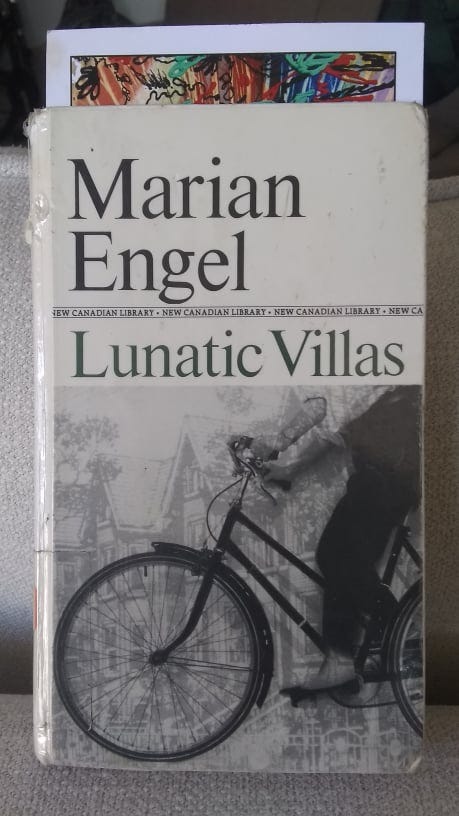 Marian
Engel
NEW CANADIAN LIBRARY • NEW CANADIAN LIBRARY • NEW CANADIAN LIBRARY • NEW CA
Lunatic Villas